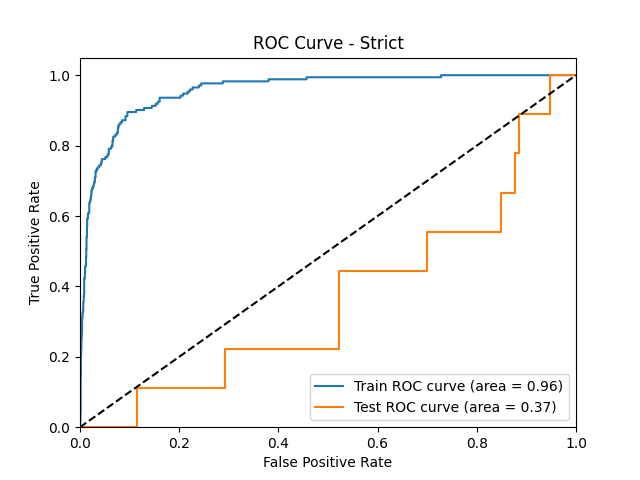 ROC Curve - Strict
True Positive Rate
1.0
0.8
0.6
0.4
0.2
0.0
Train ROC curve (area = 0.96)
Test ROC curve (area = 0.37)
0.0 0.2 0.4 0.6 0.8 1.0
False Positive Rate